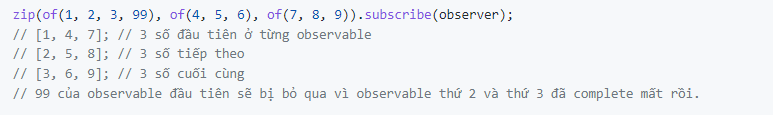 zip(of(1, 2, 3, 99), of(4, 5, 6), of(7, 8, 9)).subscribe(observer);
// [1, 4, 7]; // 3 số đầu tiên ở từng observable
// [2, 5, 8]; // 3 số tiếp theo
// [3, 6, 9]; // 3 số cuối cùng
// 99 của observable đầu tiên sẽ bị bỏ qua vì observable thứ 2 và thứ 3 đã complete mất rồi.